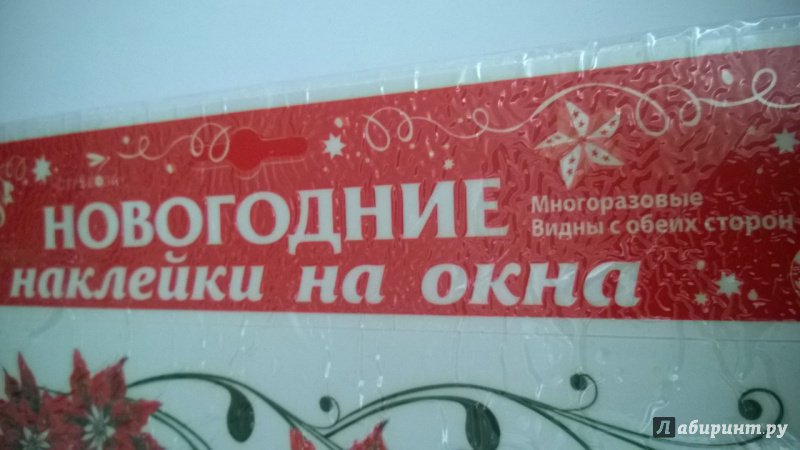 НОВОГОДНИЕ
наклейки на окна
Многоразовые
Видны с обеих сторон
Лабиринт.ру